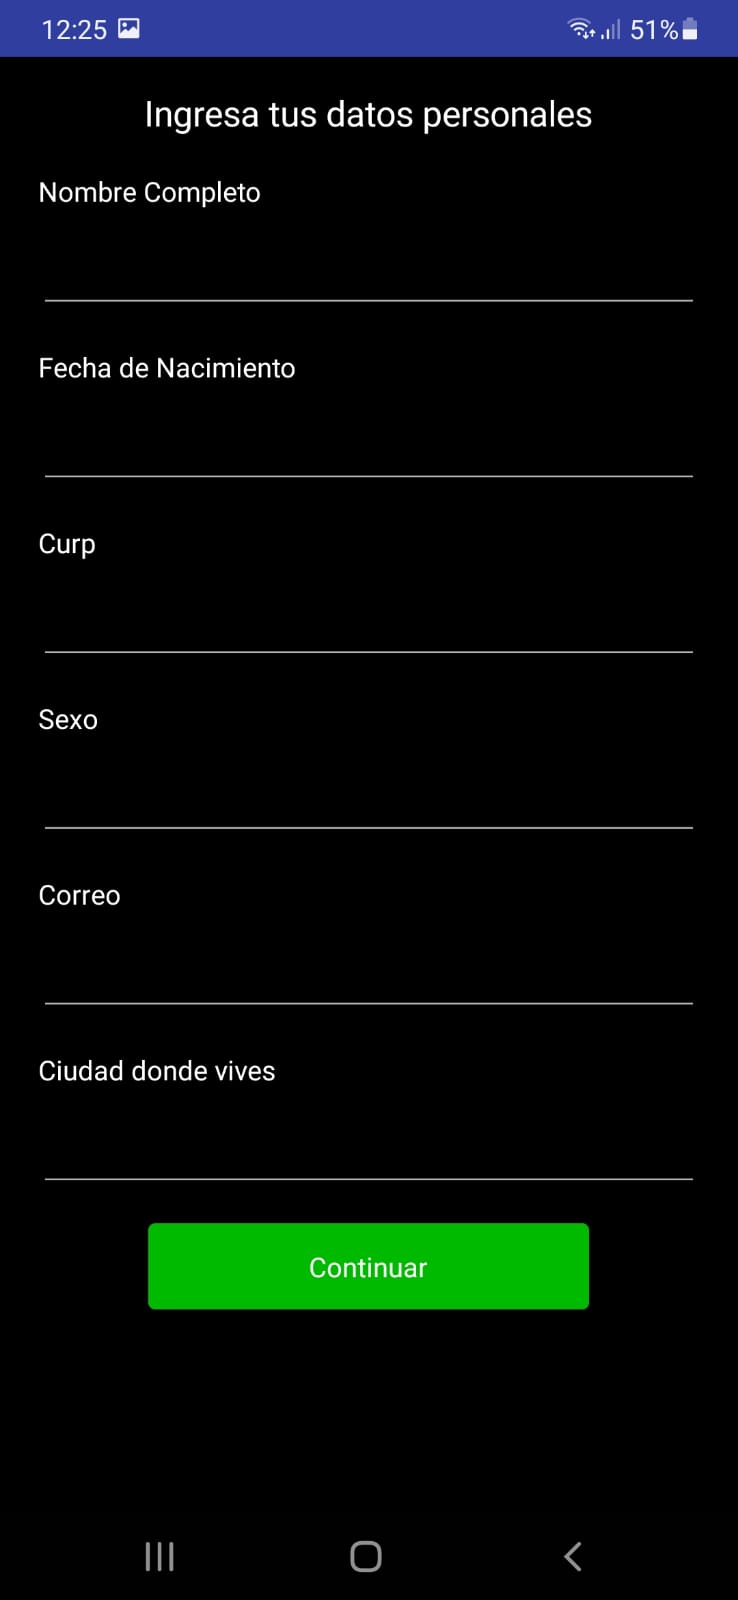 12:25 51%
Ingresa tus datos personales
Nombre Completo
Fecha de Nacimiento
Curp
Sexo
Correo
Ciudad donde vives
Continuar